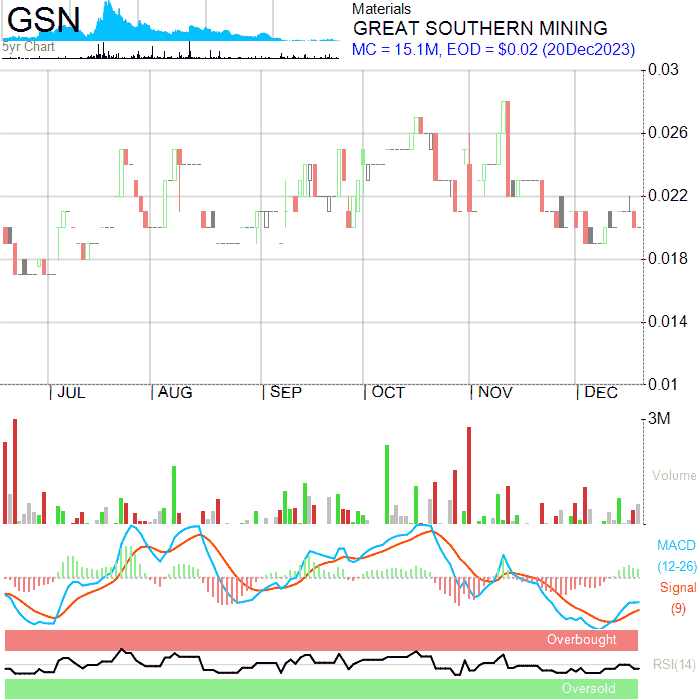 GSN
5yr Chart
Materials
GREAT SOUTHERN MINING
MC = 15.1M, EOD = $0.02 (20Dec2023)
0.03
0.026
0.022
0.018
0.014
0.01
JUL AUG SEP OCT NOV DEC
3M
Volume
MACD
(12-26)
Signal
(9)
Overbought
RSI(14)
Oversold